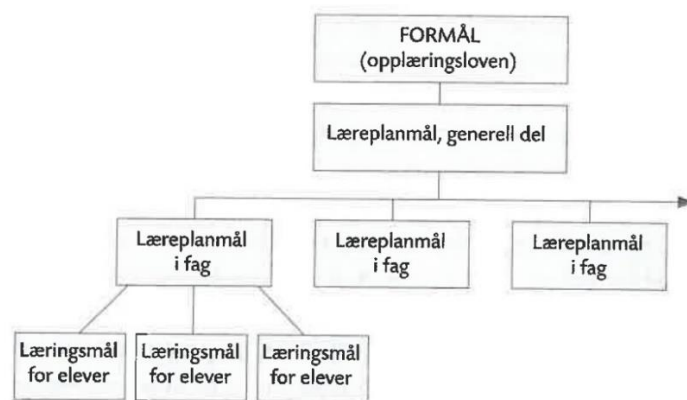 FORMÅL
(opplæringsloven)
Læreplanmål, generell del
Læreplanmål
i fag
Læreplanmål
i fag
Læreplanmål
i fag
Læringsmål
for elever
Læringsmål
for elever
Læringsmål
for elever